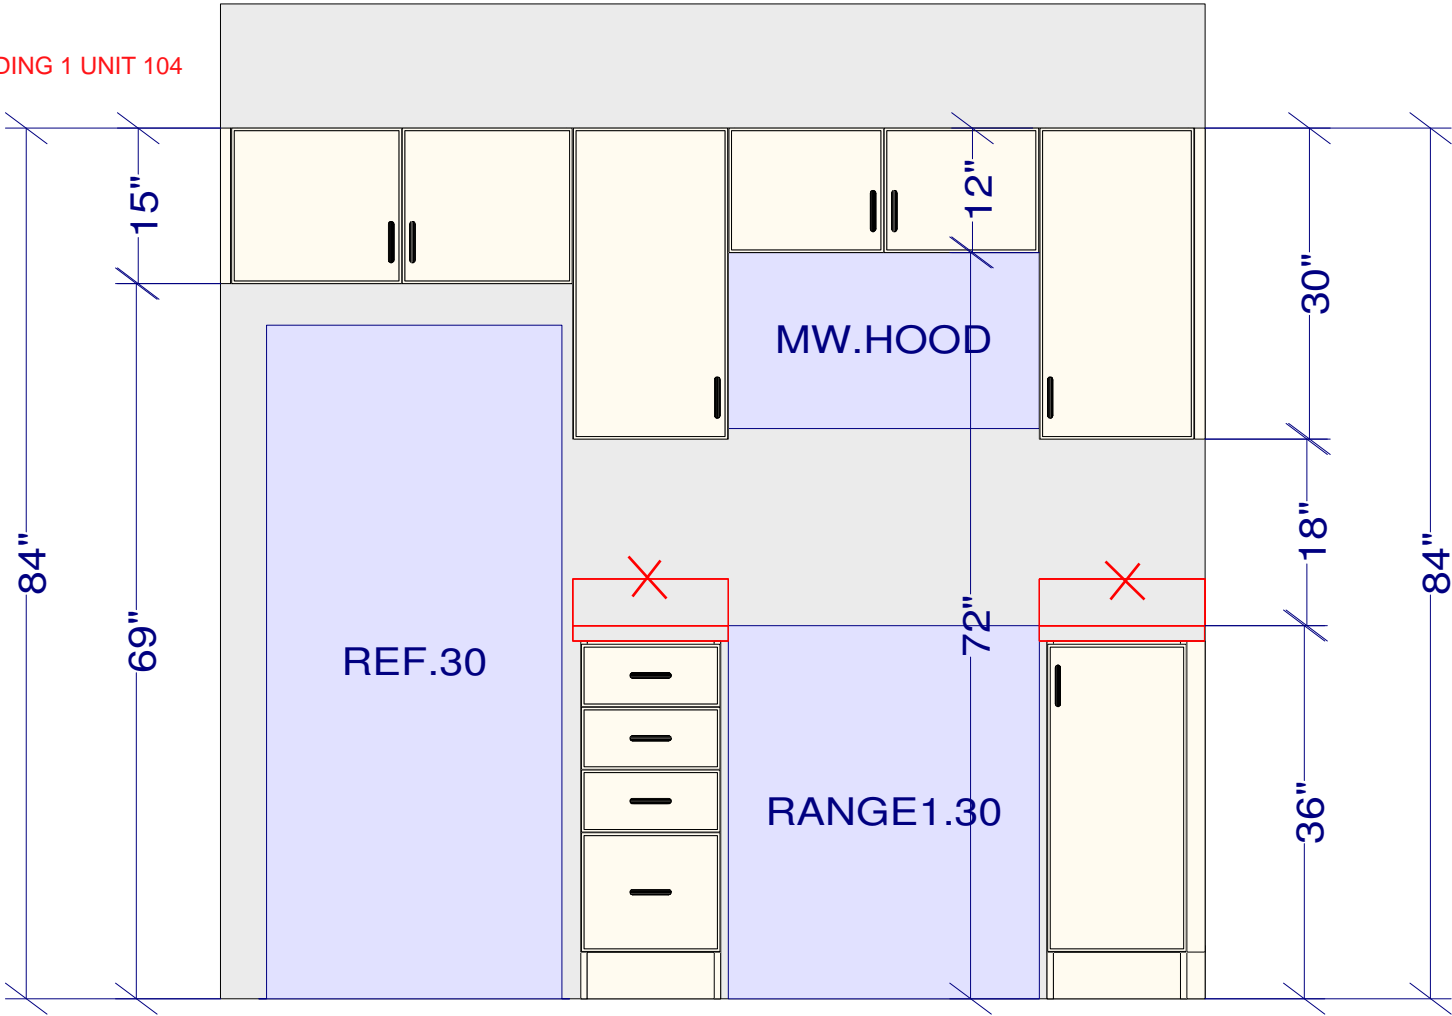 DING 1 UNIT 104
15"
12"
30"
MW.HOOD
84"
69"
18"
84"
72"
REF.30
RANGE1.30
36"